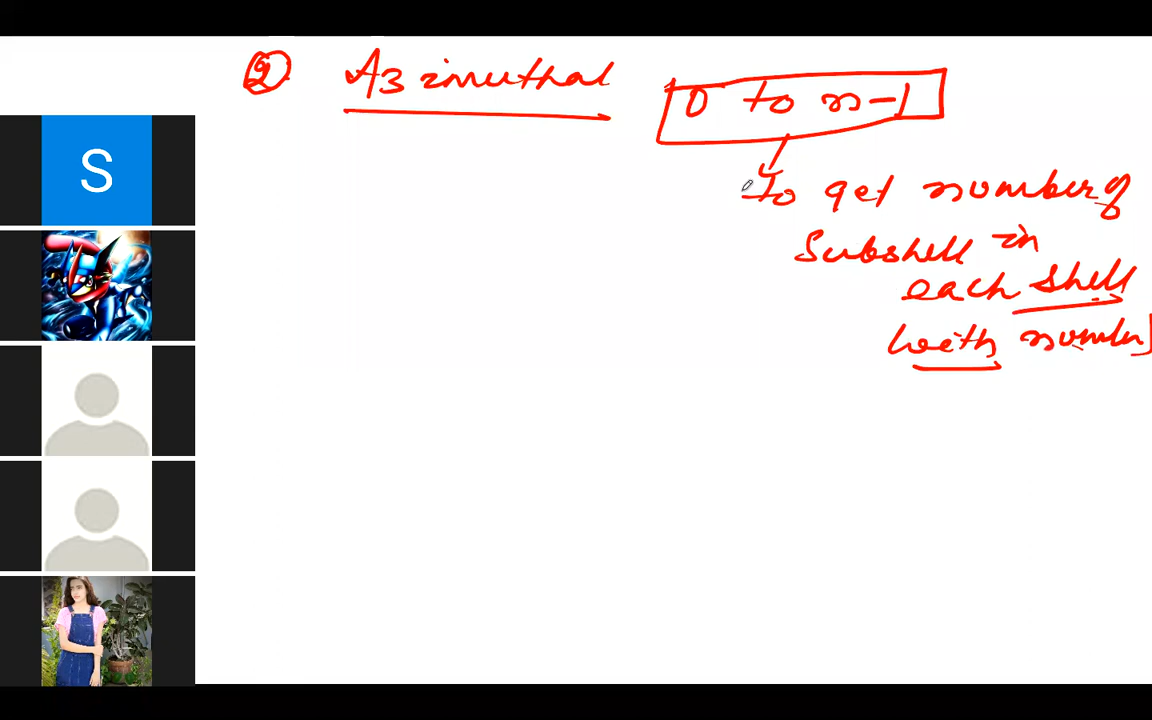 ② Azimuthal
0 to n-1
To get number of
Subshell in
each shell
with number
S